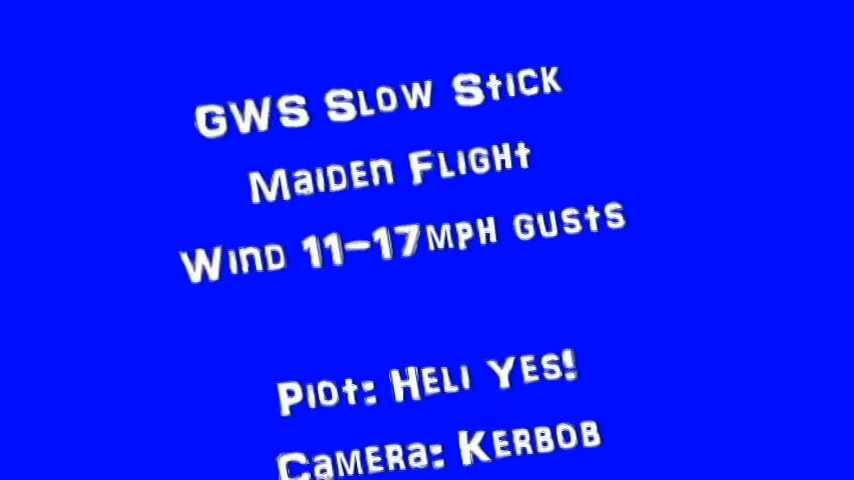 GWS Slow Stick
Maiden Flight
Wind 11-17mph gusts
Piot: Heli Yes!
Camera: Kerbob